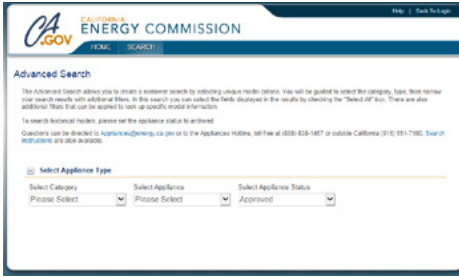 Help | Back To Login
CA.GOV
CALIFORNIA
ENERGY COMMISSION
HOME SEARCH
Advanced Search
The Advanced Search allows you to create a narrower search by selecting unique model criteria. You will be guided to select the category, type, then narrow
your search results with additional filters. In this search you can select the fields displayed in the results by checking the "Select All" box. There are also
additional filters that can be applied to look up specific model information.
To search historical models, please set the appliance status to archived.
Questions can be directed to Appliances@energy.ca.gov or to the Appliances Hotline, toll free at (888) 838-1467 or outside California (916) 651-7100. Search
Instructions are also available.
Select Appliance Type
Select Category Select Appliance Select Appliance Status
Please Select Please Select Approved